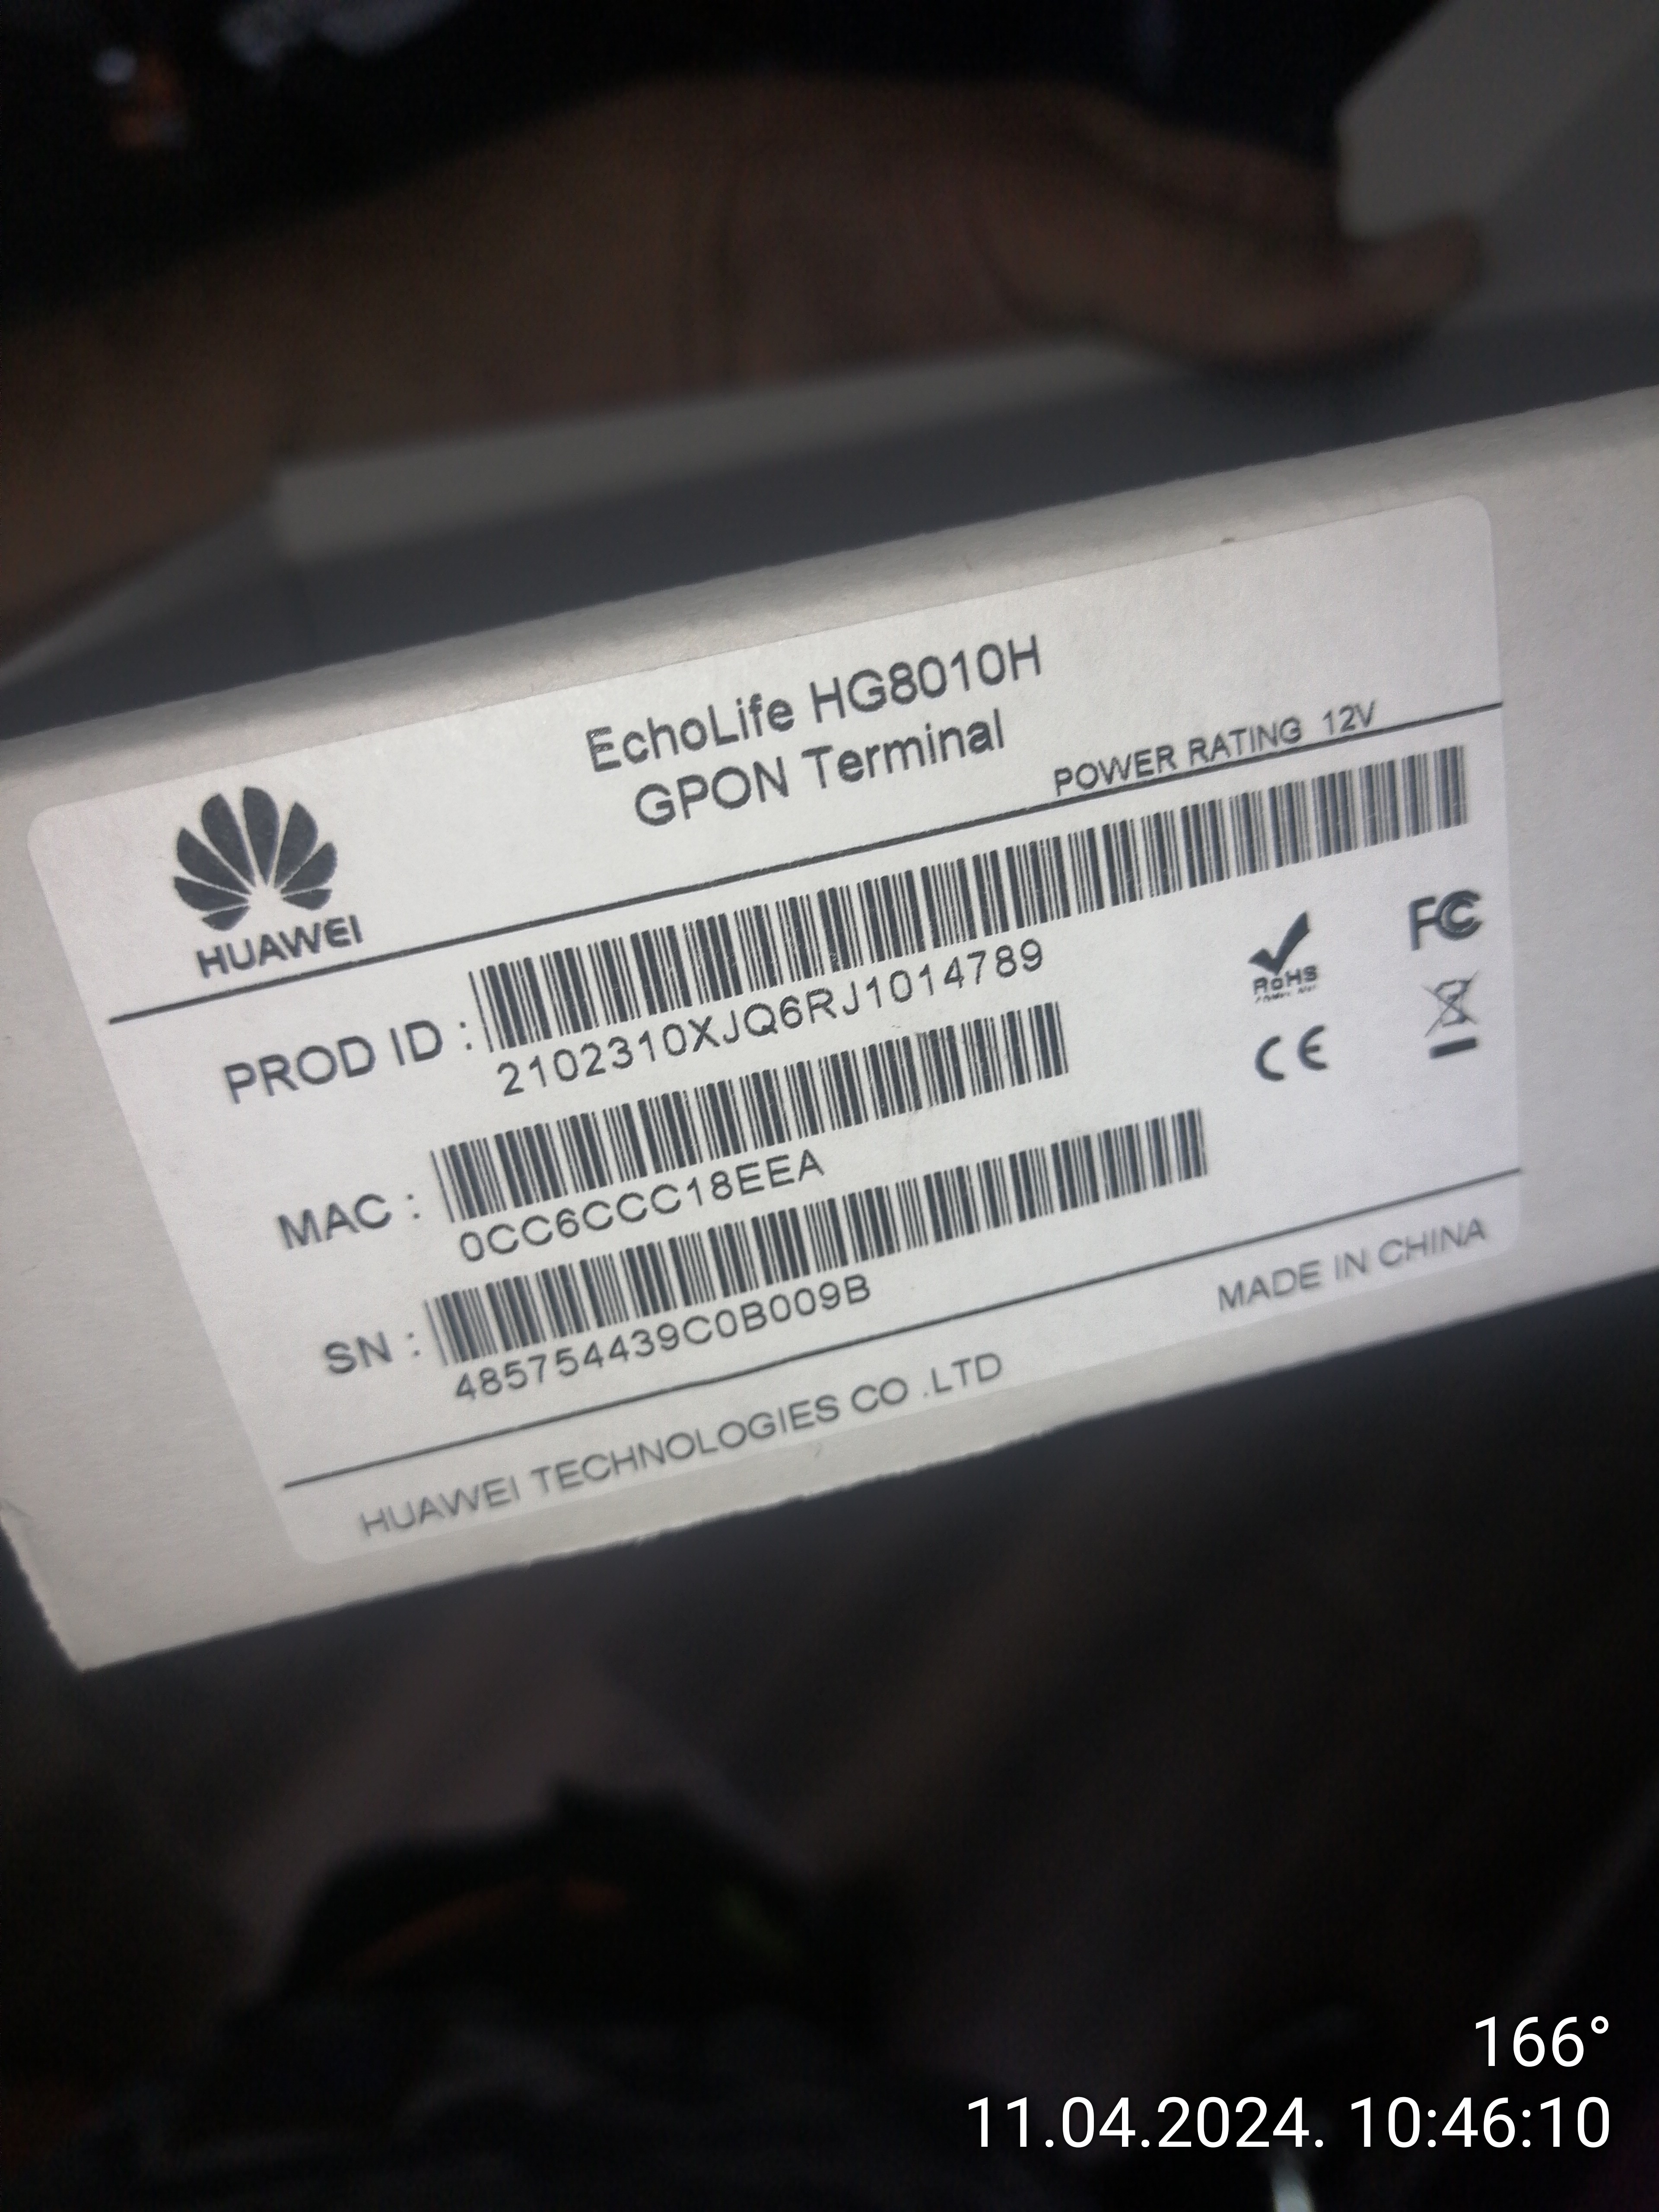 EchoLife HG8010H
GPON Terminal
HUAWEI
POWER RATING 12V
PROD ID :
2102310XJQ6RJ1014789
MAC :
0CC6CCC18EEA
SN :
485754439C0B009B
RoHS
FC
CE
HUAWEI TECHNOLOGIES CO .LTD
MADE IN CHINA
166°
11.04.2024. 10:46:10